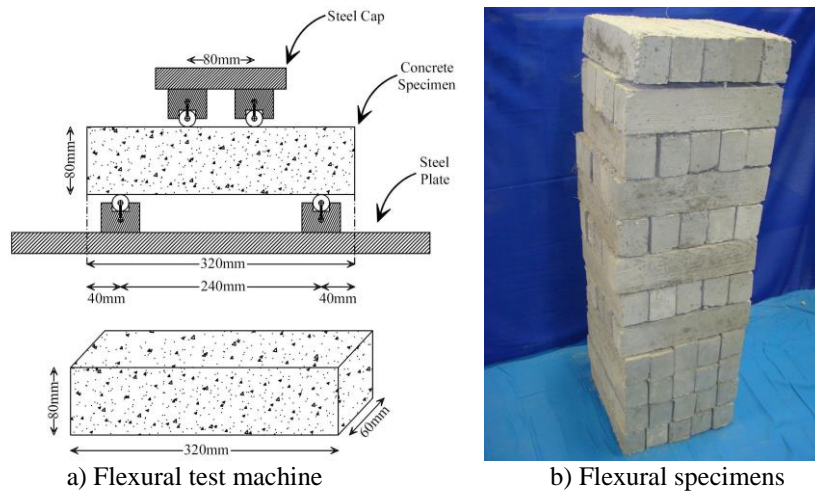 Steel Cap
80mm
Concrete
Specimen
80mm
Steel
Plate
320mm
40mm
240mm
40mm
80mm
60mm
320mm
a) Flexural test machine
b) Flexural specimens